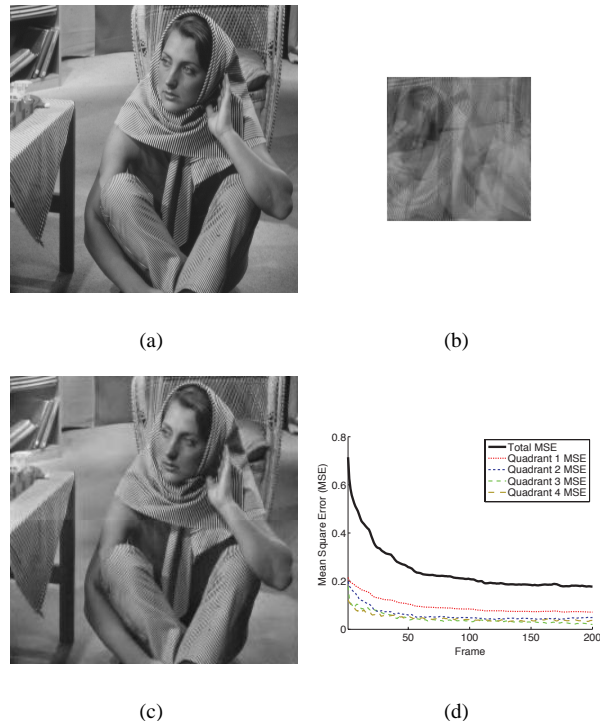 (a)
(b)
(c)
Mean Square Error (MSE)
0.8
0.6
0.4
0.2
0
50
100
150
200
Frame
Total MSE
Quadrant 1 MSE
Quadrant 2 MSE
Quadrant 3 MSE
Quadrant 4 MSE
(d)